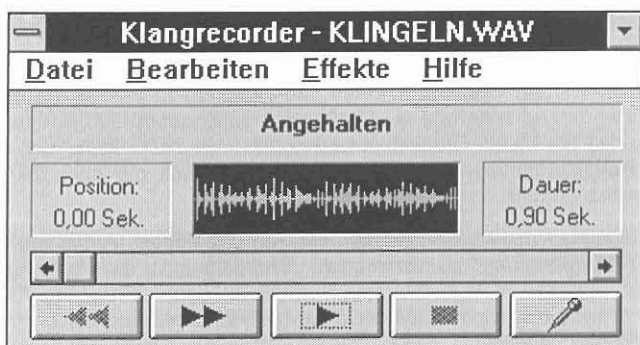 Klangrecorder - KLINGELN.WAV
Datei Bearbeiten Effekte Hilfe
Angehalten
Position:
0,00 Sek.
Dauer:
0,90 Sek.